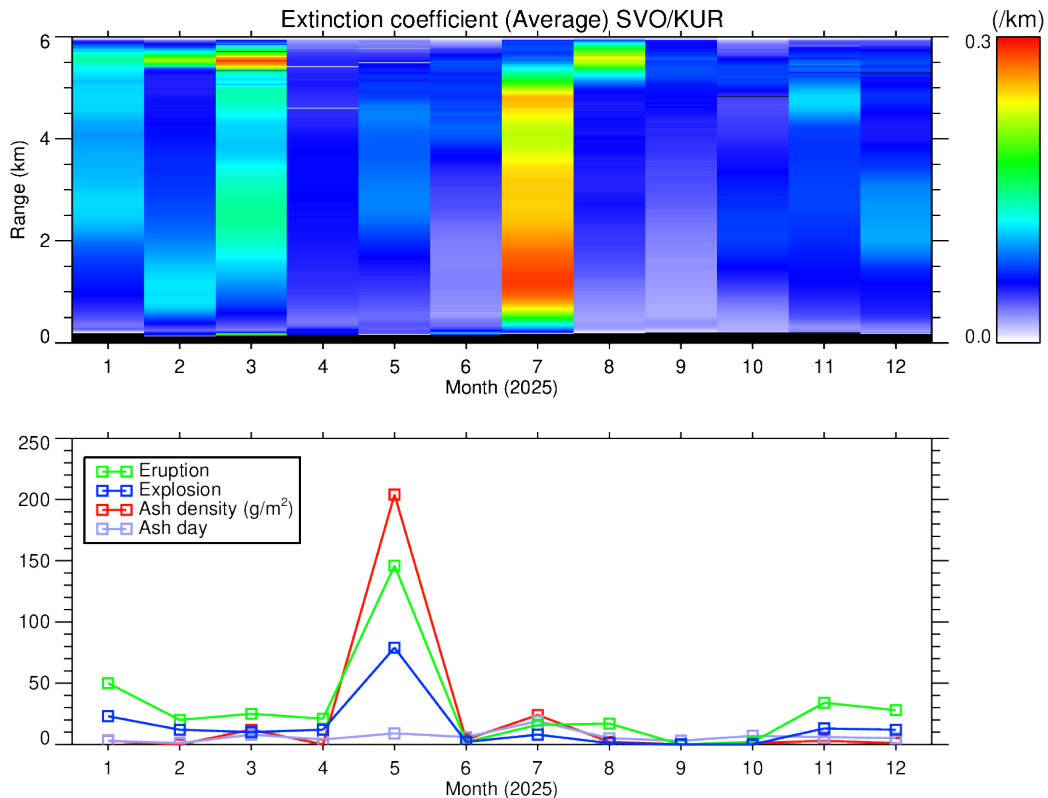 Extinction coefficient (Average) SVO/KUR
(/km)
6
4
2
0
Range (km)
0.3
0.0
1 2 3 4 5 6 7 8 9 10 11 12
Month (2025)
250
200
150
100
50
0
Eruption
Explosion
Ash density (g/m²)
Ash day
1 2 3 4 5 6 7 8 9 10 11 12
Month (2025)